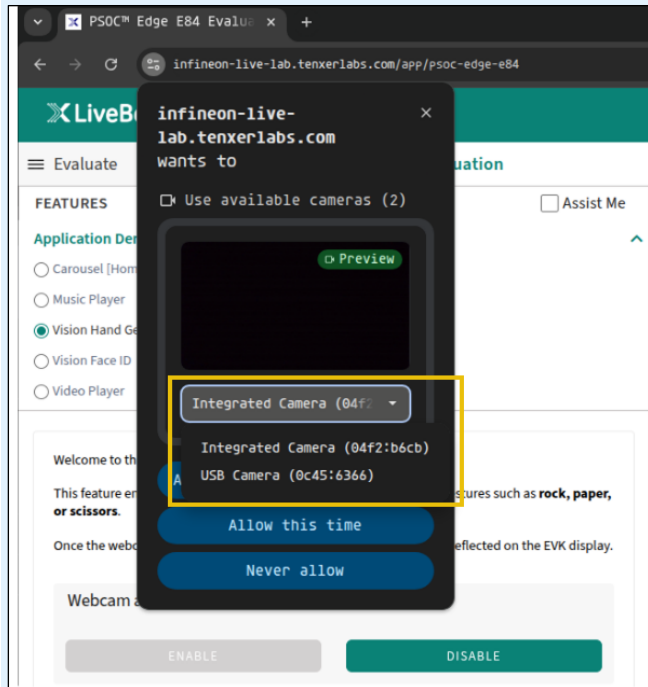 PSOC™ Edge E84 Evalua
infineon-live-lab.tenxerlabs.com/app/psoc-edge-e84
LiveB
infineon-live-
lab.tenxerlabs.com
wants to
Evaluate
uation
Use available cameras (2)
FEATURES
Assist Me
Application De
Preview
Carousel [Hom
Music Player
Vision Hand Ge
Vision Face ID
Video Player
Integrated Camera (04f2
Integrated Camera (04f2:b6cb)
USB Camera (0c45:6366)
Welcome to th
This feature en
stures such as rock, paper,
or scissors.
Allow this time
Once the webc
eflected on the EVK display.
Never allow
Webcam a
ENABLE
DISABLE